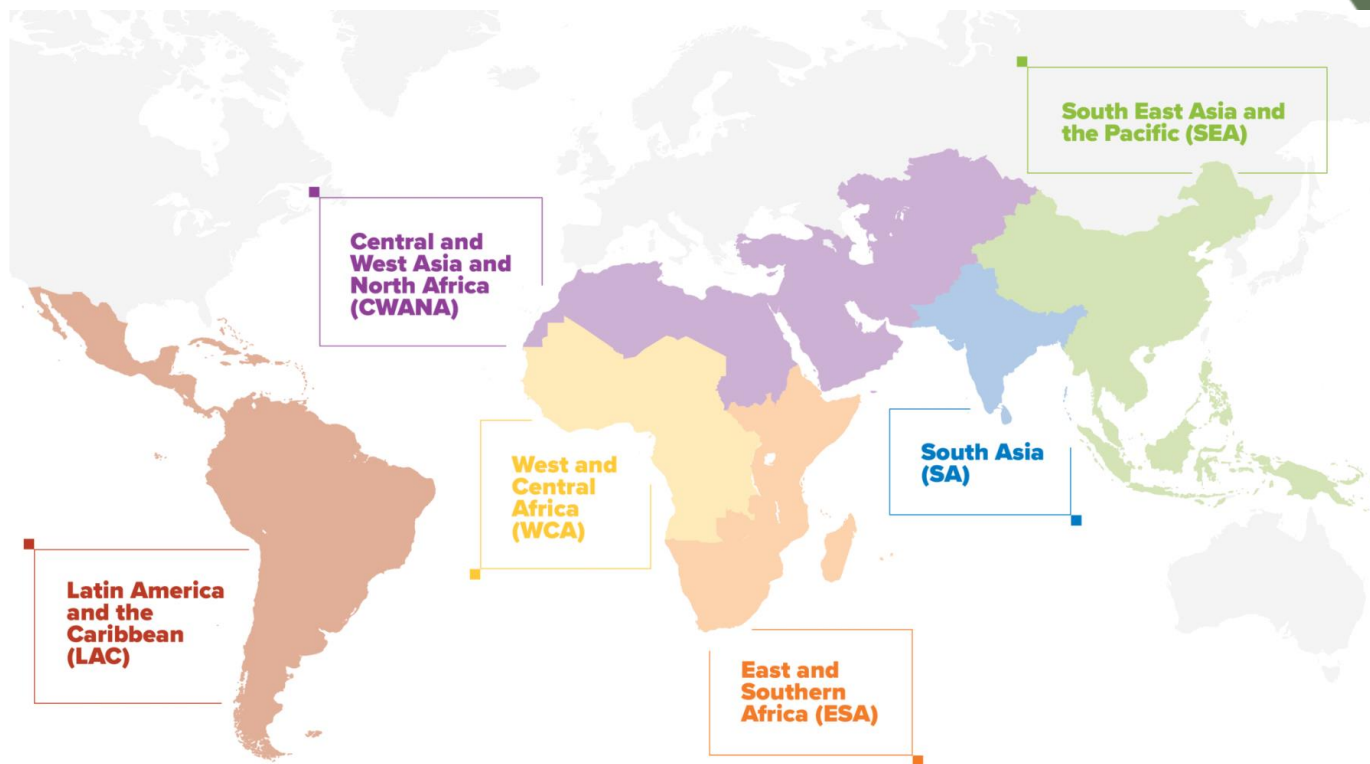 South East Asia and
the Pacific (SEA)
Central and
West Asia and
North Africa
(CWANA)
South Asia
(SA)
West and
Central
Africa
(WCA)
Latin America
and the
Caribbean
(LAC)
East and
Southern
Africa (ESA)